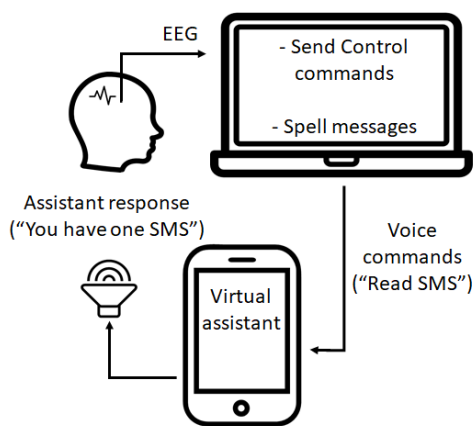 EEG
- Send Control
commands
- Spell messages
Assistant response
("You have one SMS")
Voice
commands
("Read SMS")
Virtual
assistant